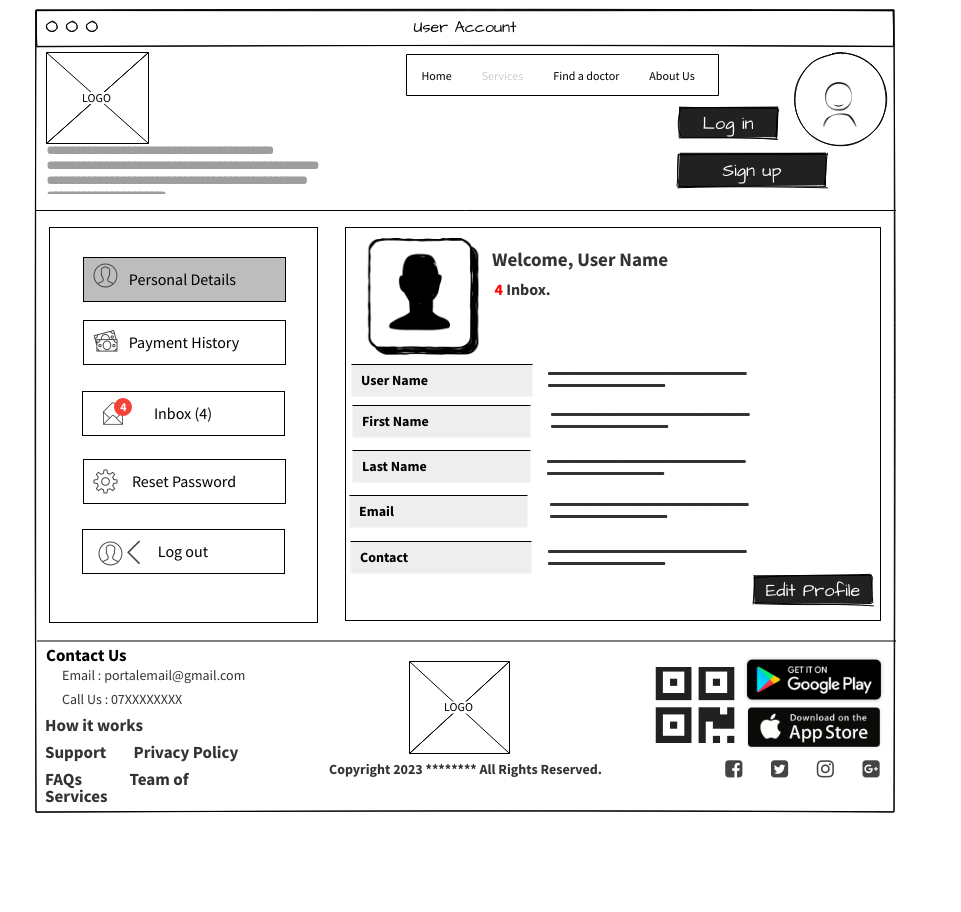 User Account
LOGO
Home Services Find a doctor About Us
Log in
Sign up
Personal Details
Payment History
4
Inbox (4)
Reset Password
Log out
Welcome, User Name
4 Inbox.
User Name
First Name
Last Name
Email
Contact
Edit Profile
Contact Us
Email : portalemail@gmail.com
Call Us : 07XXXXXXXX
How it works
Support Privacy Policy
FAQs Team of
Services
LOGO
Copyright 2023 ******** All Rights Reserved.
GET IT ON
Google Play
Download on the
App Store
G+